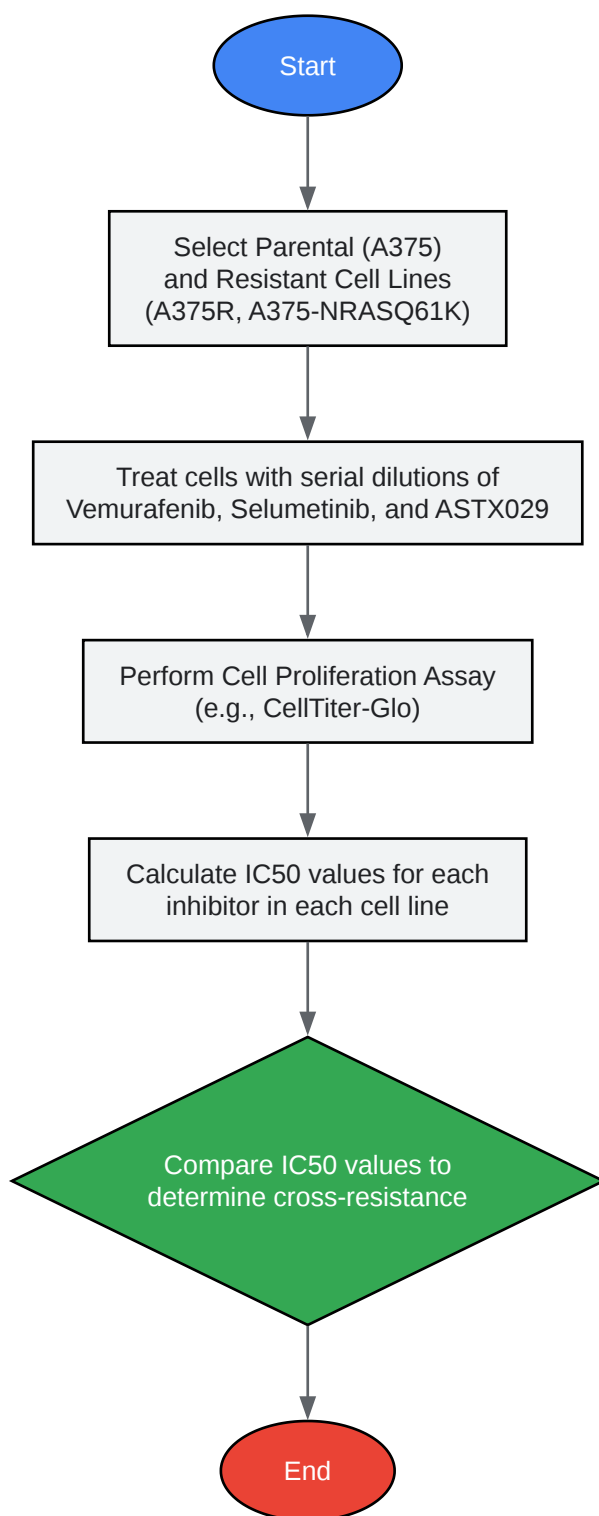 Start
Select Parental (A375)
and Resistant Cell Lines
(A375R, A375-NRASQ61K)
Treat cells with serial dilutions of
Vemurafenib, Selumetinib, and ASTX029
Perform Cell Proliferation Assay
(e.g., CellTiter-Glo)
Calculate IC50 values for each
inhibitor in each cell line
Compare IC50 values to
determine cross-resistance
End